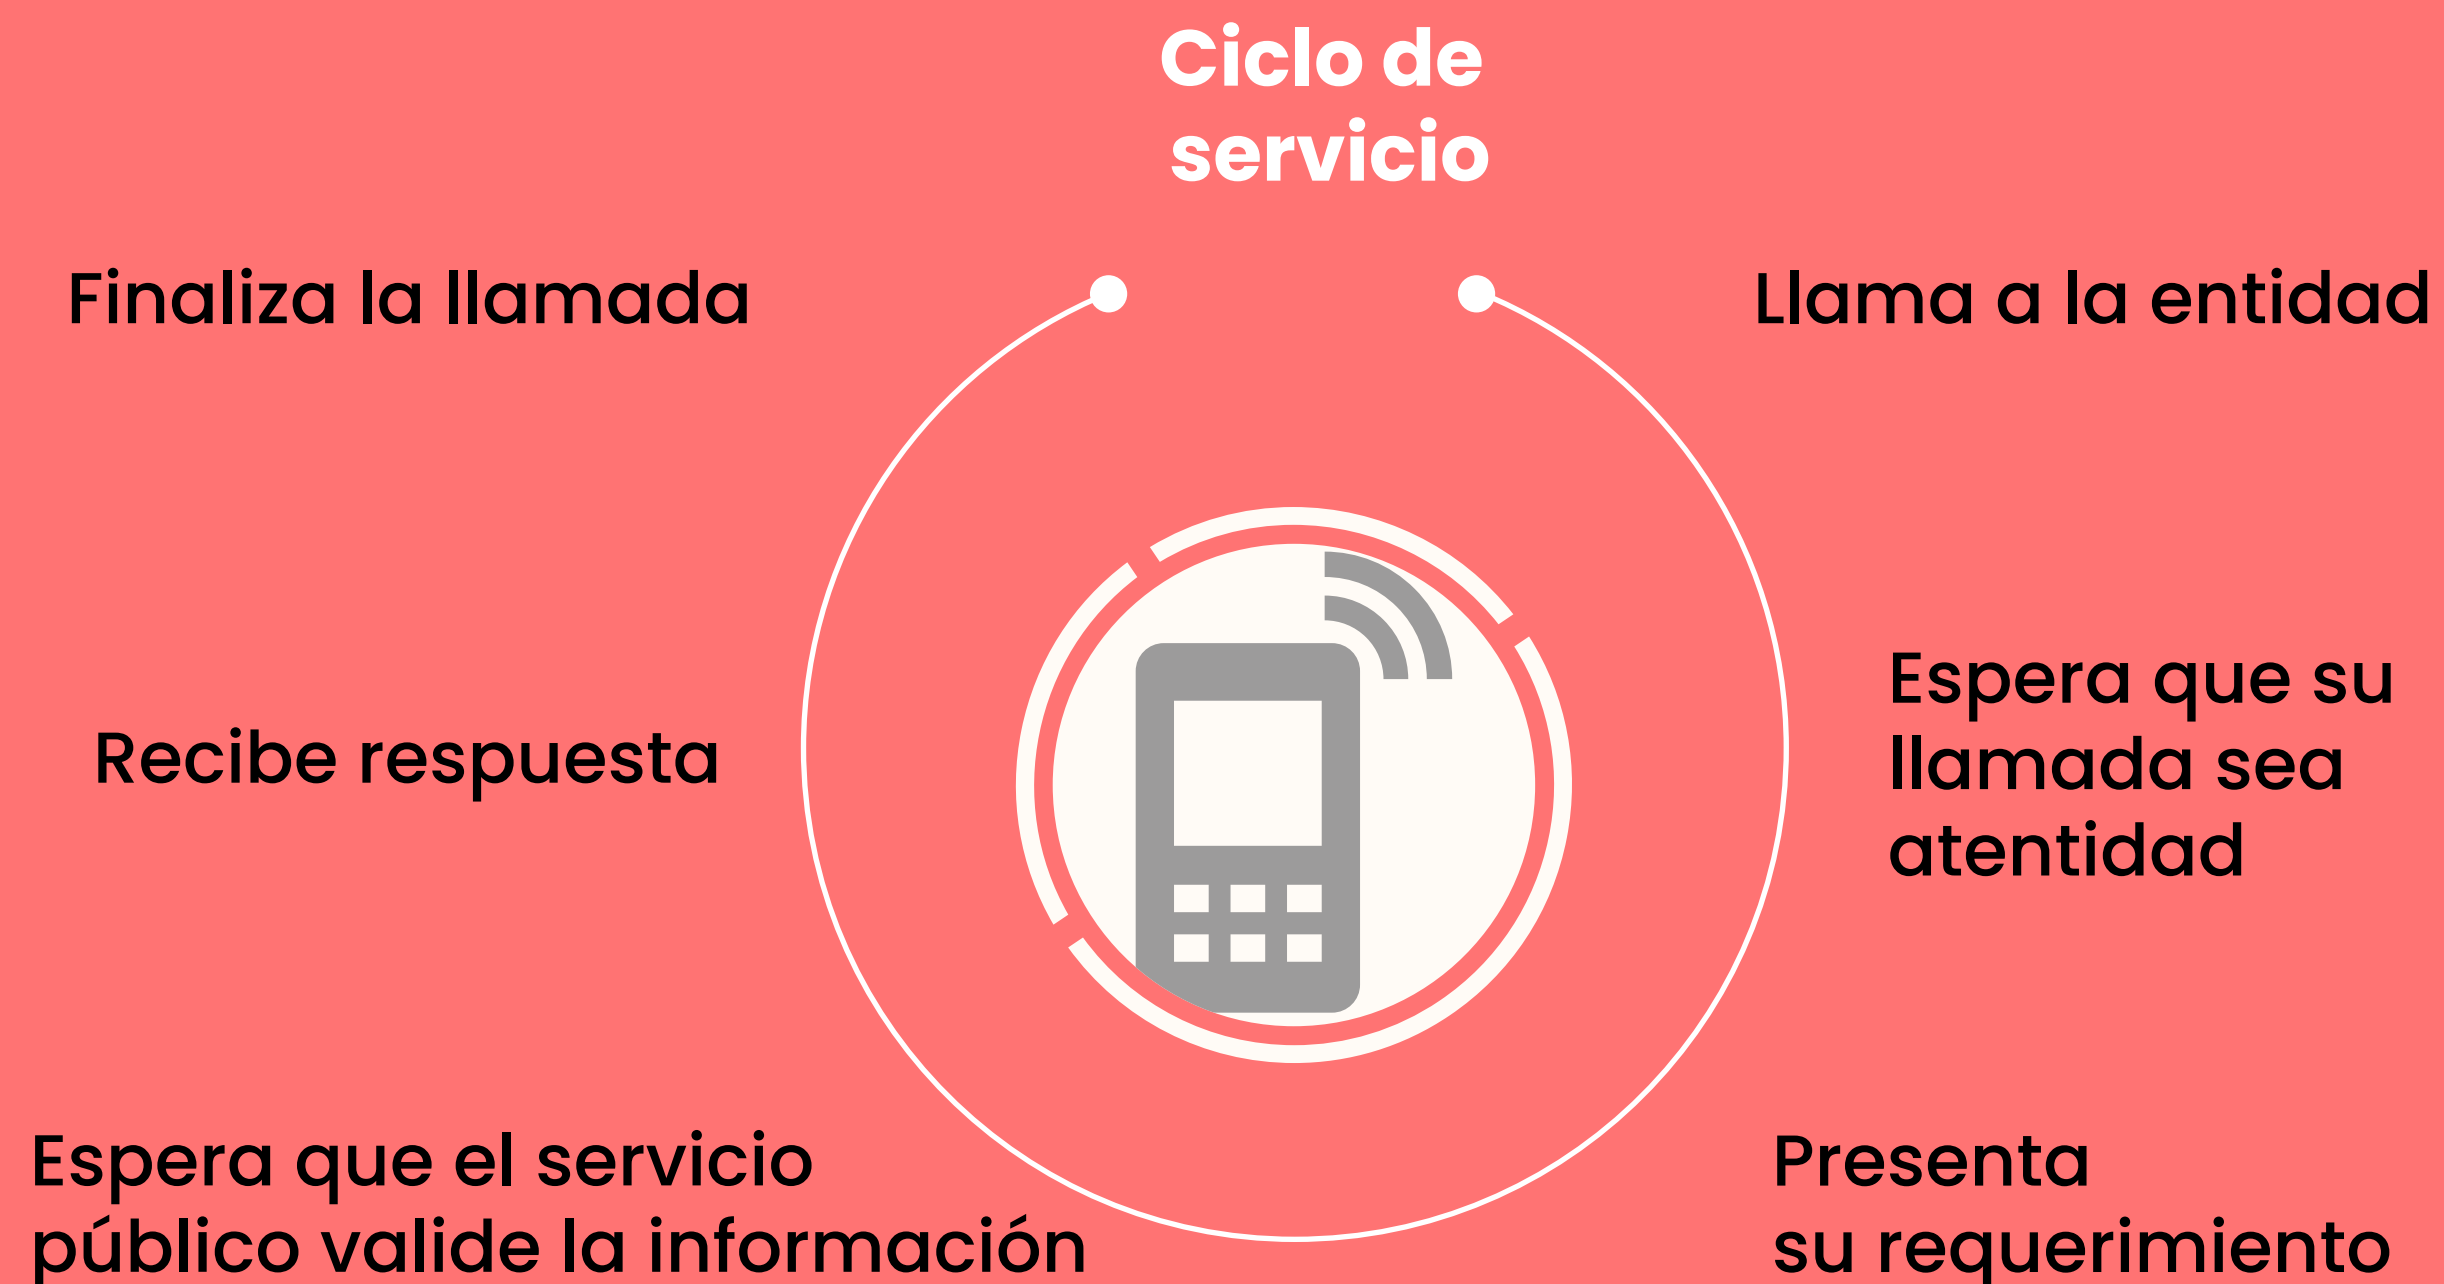 Ciclo de
servicio
Finaliza la llamada
Llama a la entidad
Recibe respuesta
Espera que su
llamada sea
atentidad
Espera que el servicio
público valide la información
Presenta
su requerimiento